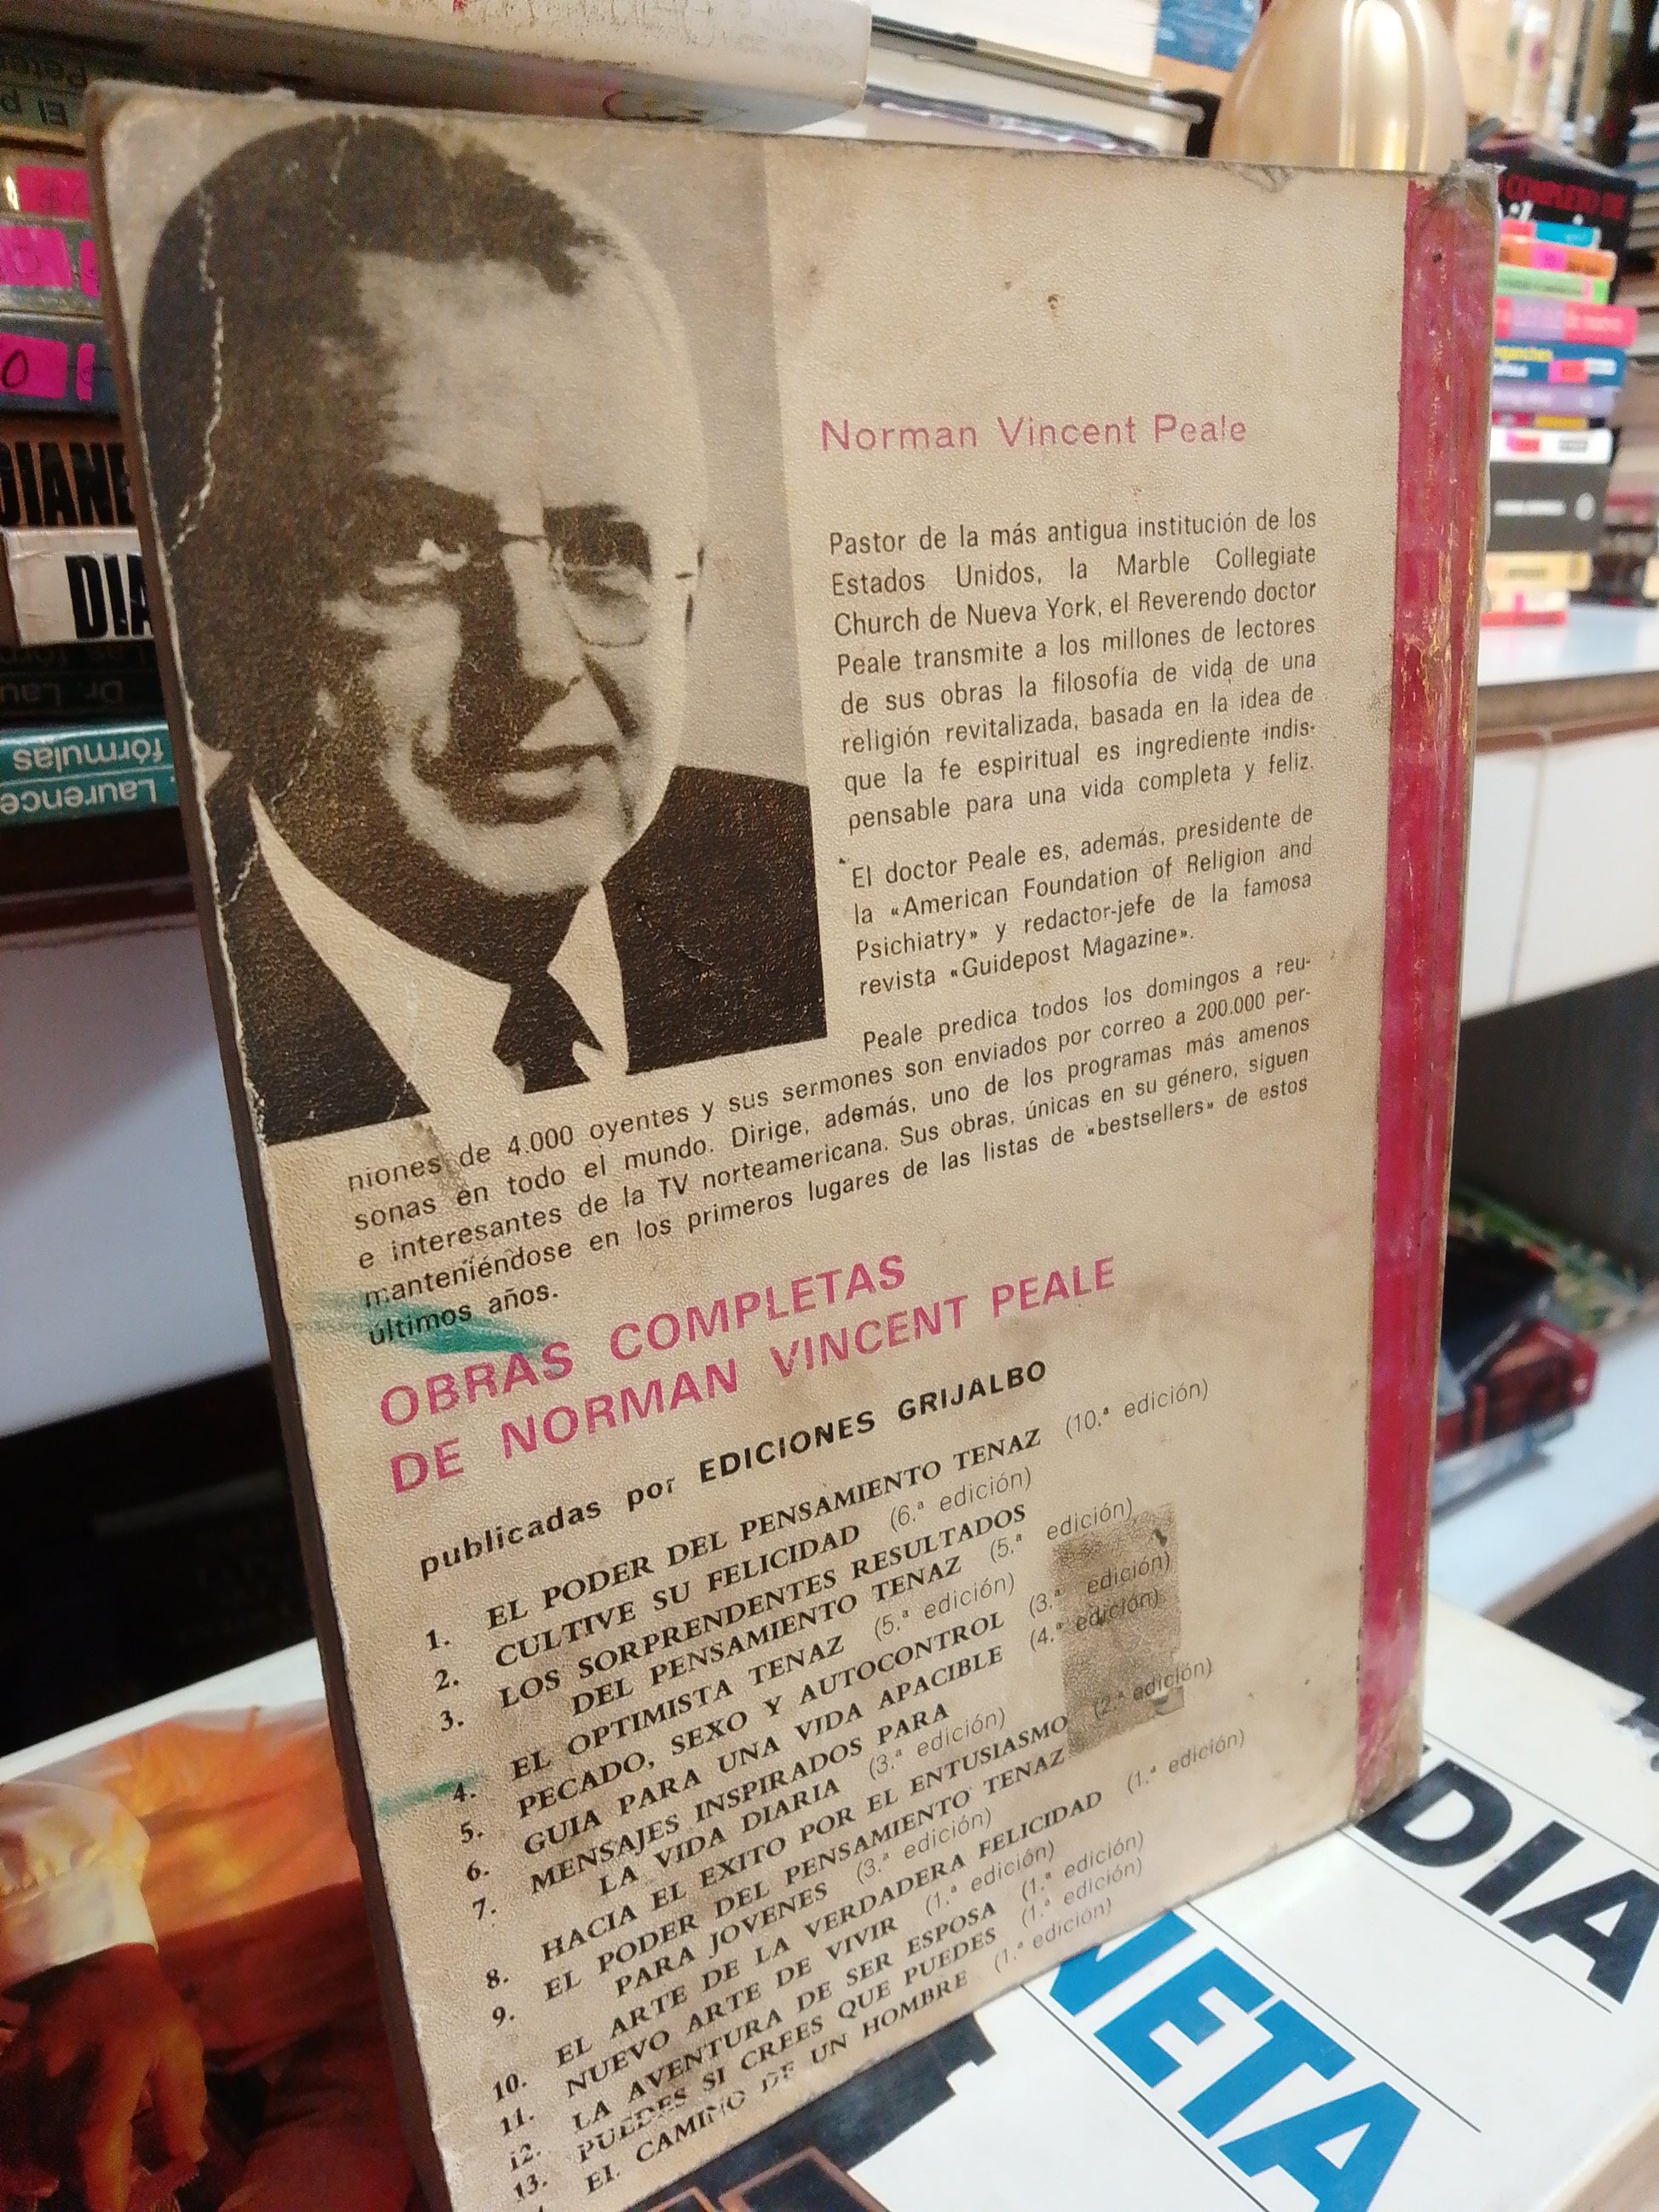 Norman Vincent Peale
Pastor de la más antigua institución de los
Estados Unidos, la Marble Collegiate
Church de Nueva York, el Reverendo doctor
Peale transmite a los millones de lectores
de sus obras la filosofía de vida de una
religión revitalizada, basada en la idea de
que la fe espiritual es ingrediente indis-
pensable para una vida completa y feliz.
El doctor Peale es, además, presidente de
la «American Foundation of Religion and
Psichiatry» y redactor-jefe de la famosa
revista «Guidepost Magazine».
Peale predica todos los domingos a reu-
niones de 4.000 oyentes y sus sermones son enviados por correo a 200.000 per-
sonas en todo el mundo. Dirige, además, uno de los programas más amenos
e interesantes de la TV norteamericana. Sus obras, únicas en su género, siguen
manteniéndose en los primeros lugares de las listas de «bestsellers» de estos
últimos años.
OBRAS COMPLETAS
DE NORMAN VINCENT PEALE
publicadas por EDICIONES GRIJALBO
1. EL PODER DEL PENSAMIENTO TENAZ (10.ª edición)
2. CULTIVE SU FELICIDAD (6.ª edición)
3. LOS SORPRENDENTES RESULTADOS
DEL PENSAMIENTO TENAZ (5.ª edición)
4. EL OPTIMISTA TENAZ (5.ª edición)
5. PECADO, SEXO Y AUTOCONTROL (3.ª edición)
6. GUIA PARA UNA VIDA APACIBLE (4.ª edición)
7. MENSAJES INSPIRADOS PARA
LA VIDA DIARIA (3.ª edición)
8. HACIA EL EXITO POR EL ENTUSIASMO (2.ª edición)
9. EL PODER DEL PENSAMIENTO TENAZ
PARA JOVENES (3.ª edición)
10. EL ARTE DE LA VERDADERA FELICIDAD (1.ª edición)
11. NUEVO ARTE DE VIVIR (1.ª edición)
12. LA AVENTURA DE SER ESPOSA (1.ª edición)
13. PUEDES SI CREES QUE PUEDES (1.ª edición)
EL CAMINO DE UN HOMBRE (1.ª edición)
DIANE
DIA
fórmulas
Laurence
COMPLETO DE
DIA
NETA